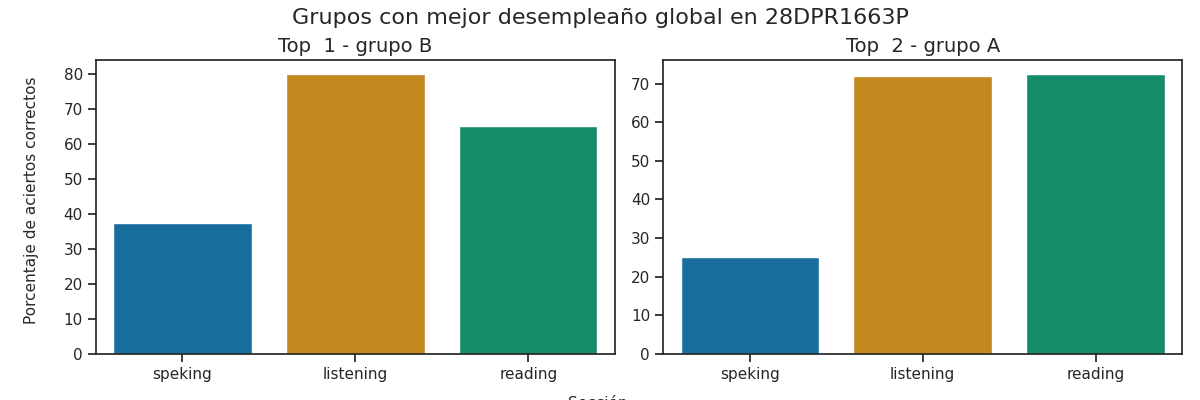 Grupos con mejor desempleaño global en 28DPR1663P
Top 1 - grupo B
Porcentaje de aciertos correctos
80
70
60
50
40
30
20
10
0
speking
listening
reading
Top 2 - grupo A
70
60
50
40
30
20
10
0
speking
listening
reading
Sección